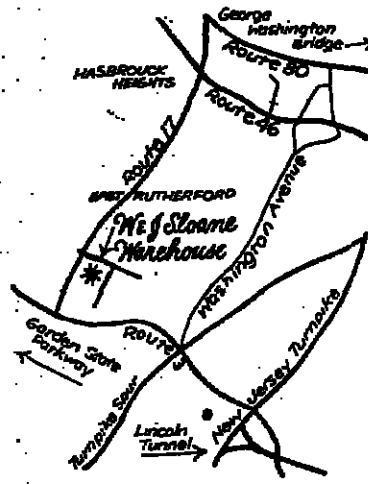 George
Washington
Bridge
Route 80
HASBROUCK
HEIGHTS
Route 46
Route 17
EAST RUTHERFORD
W & J Sloane
Warehouse
Washington Avenue
Garden State
Parkway
Route 3
Turnpike Spur
New Jersey Turnpike
Lincoln
Tunnel